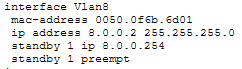 interface Vlan8
mac-address 0050.0f6b.6d01
ip address 8.0.0.2 255.255.255.0
standby 1 ip 8.0.0.254
standby 1 preempt